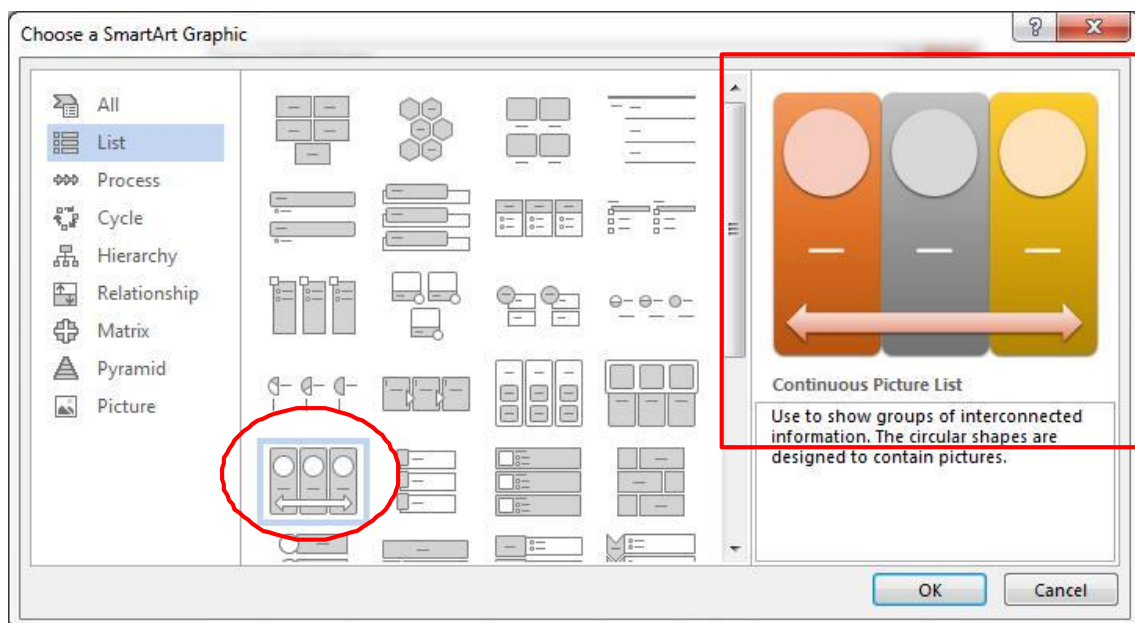 Choose a SmartArt Graphic
All
List
Process
Cycle
Hierarchy
Relationship
Matrix
Pyramid
Picture
Continuous Picture List
Use to show groups of interconnected
information. The circular shapes are
designed to contain pictures.
OK
Cancel